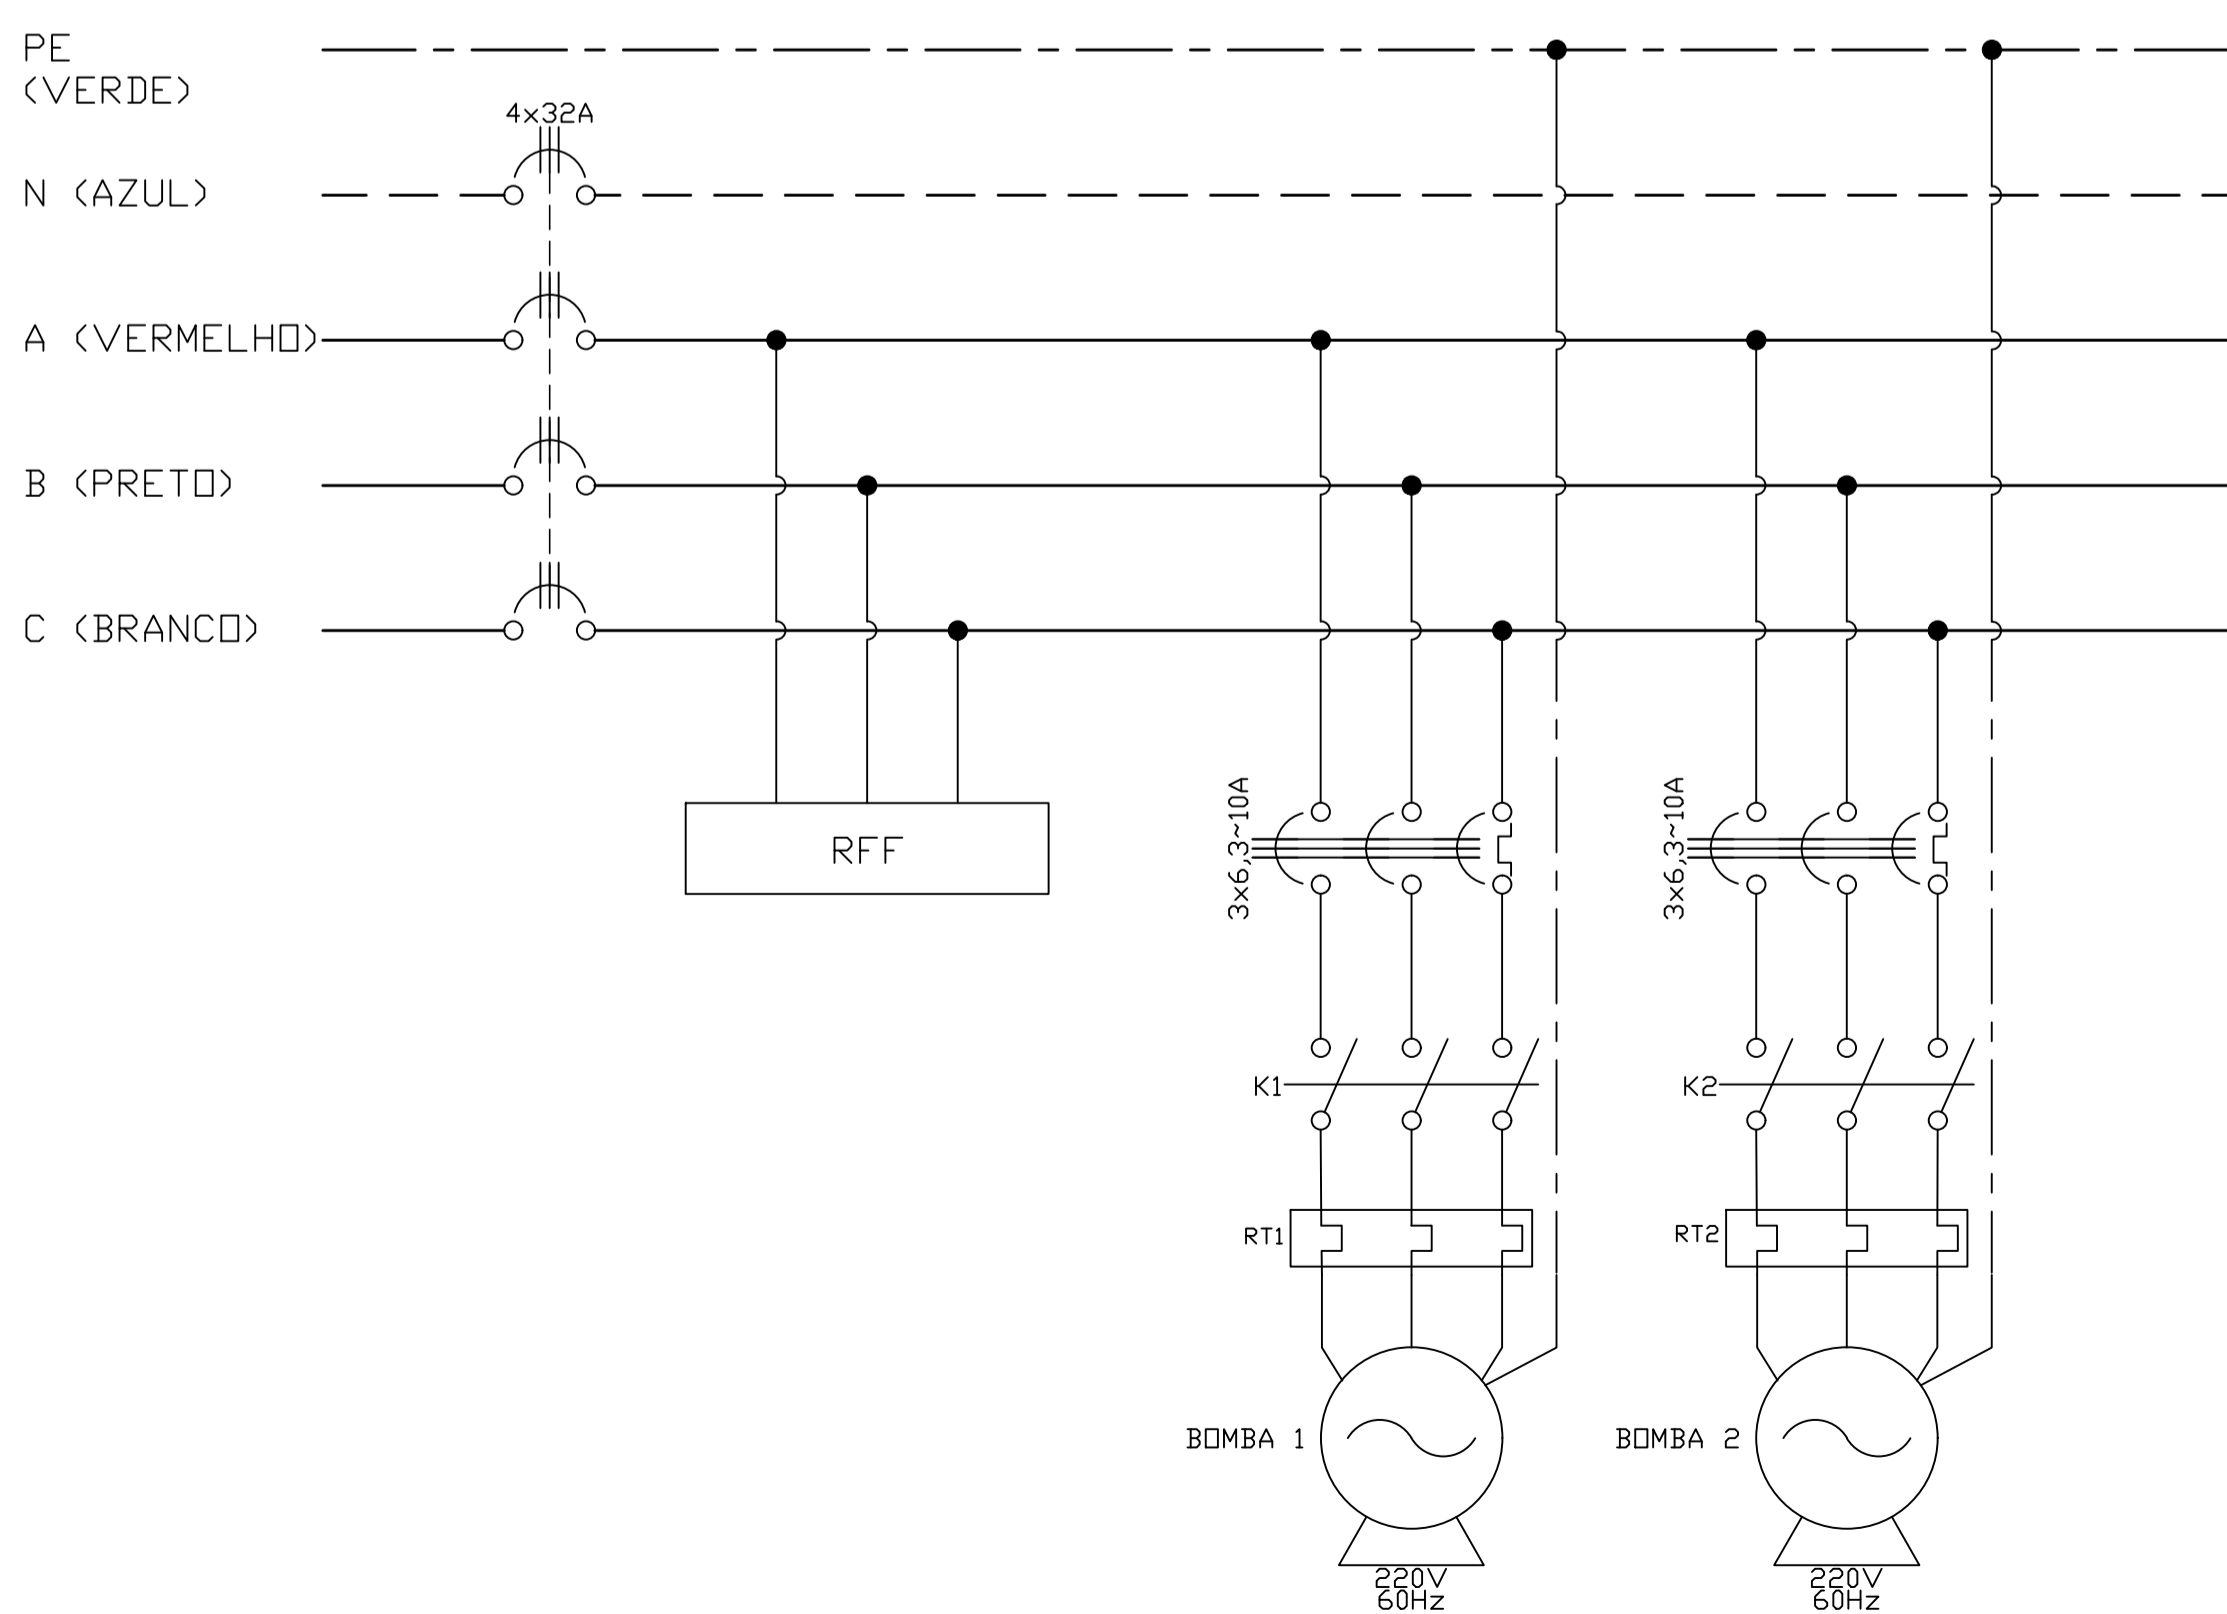 PE
(VERDE)
4x32A
N (AZUL)
A (VERMELHO)
B (PRETO)
C (BRANCO)
RFF
3x6,3~10A
3x6,3~10A
K1
K2
RT1
RT2
BOMBA 1
BOMBA 2
220V
60Hz
220V
60Hz